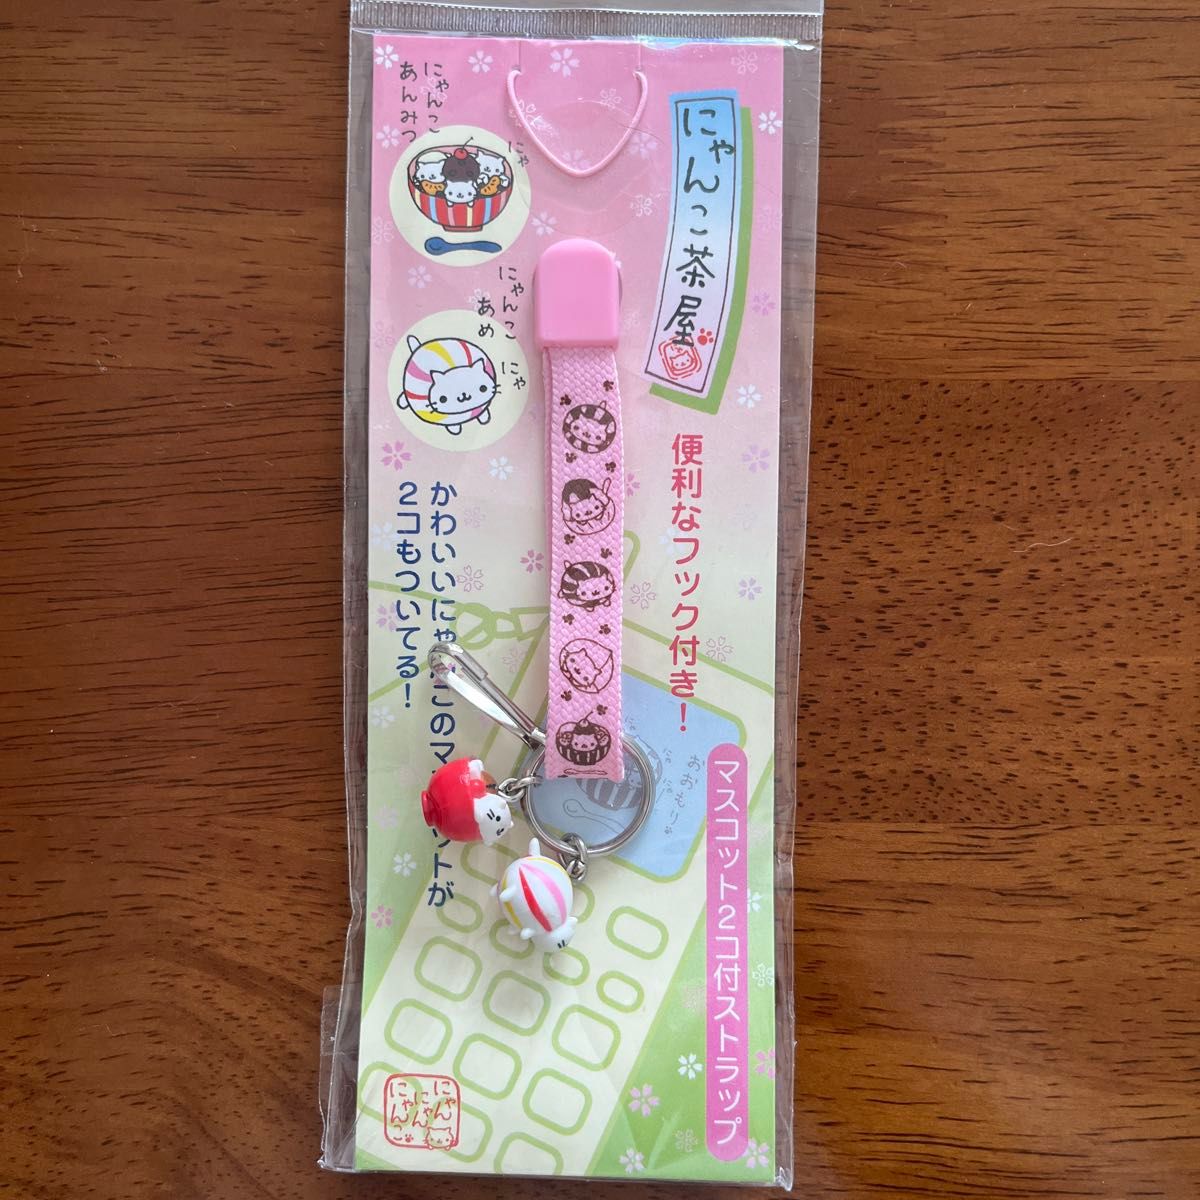 にゃんこ茶屋
にゃんこ
あんみつ
にゃ
にゃんこ
あめ
にゃ
便利なフック付き！
かわいいにゃんこのマスコットが
2コもついてる！
マスコット2コ付ストラップ
おおもりにゃ
にゃん
にゃん
にゃんこ